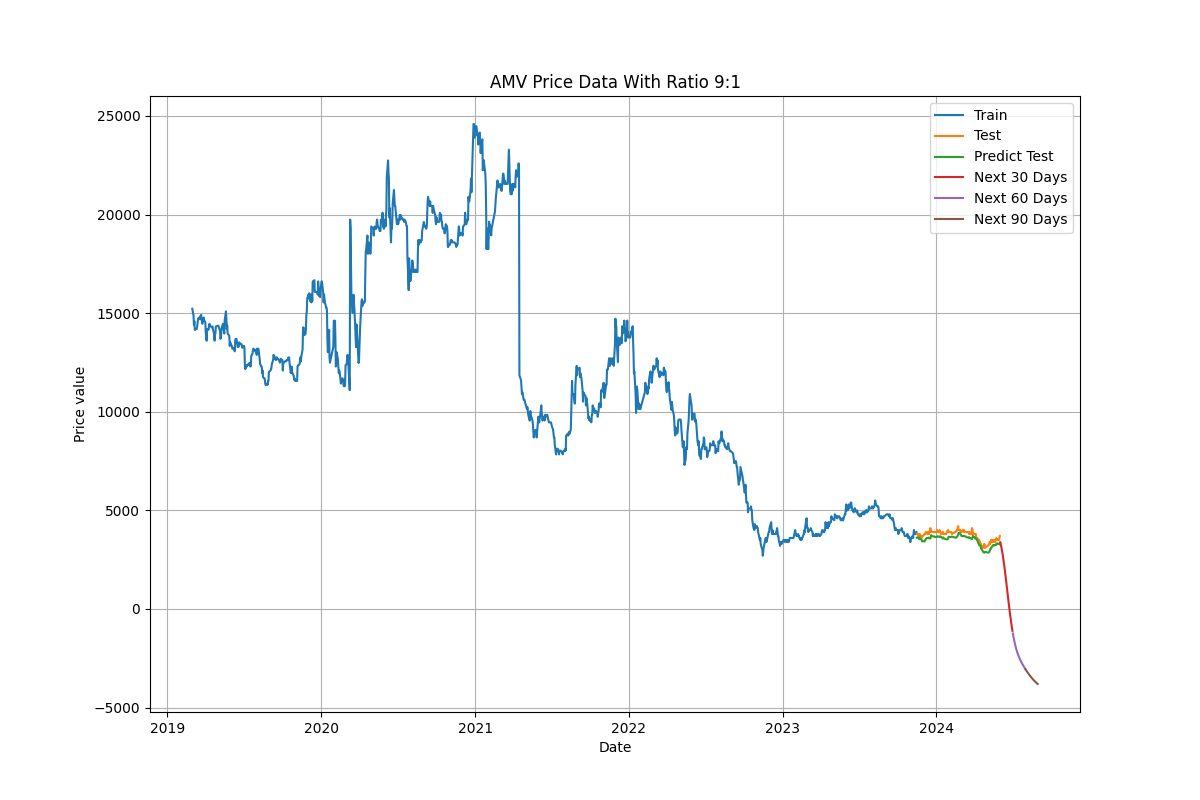 AMV Price Data With Ratio 9:1
Price value
25000
20000
15000
10000
5000
0
−5000
Train
Test
Predict Test
Next 30 Days
Next 60 Days
Next 90 Days
2019 2020 2021 2022 2023 2024
Date